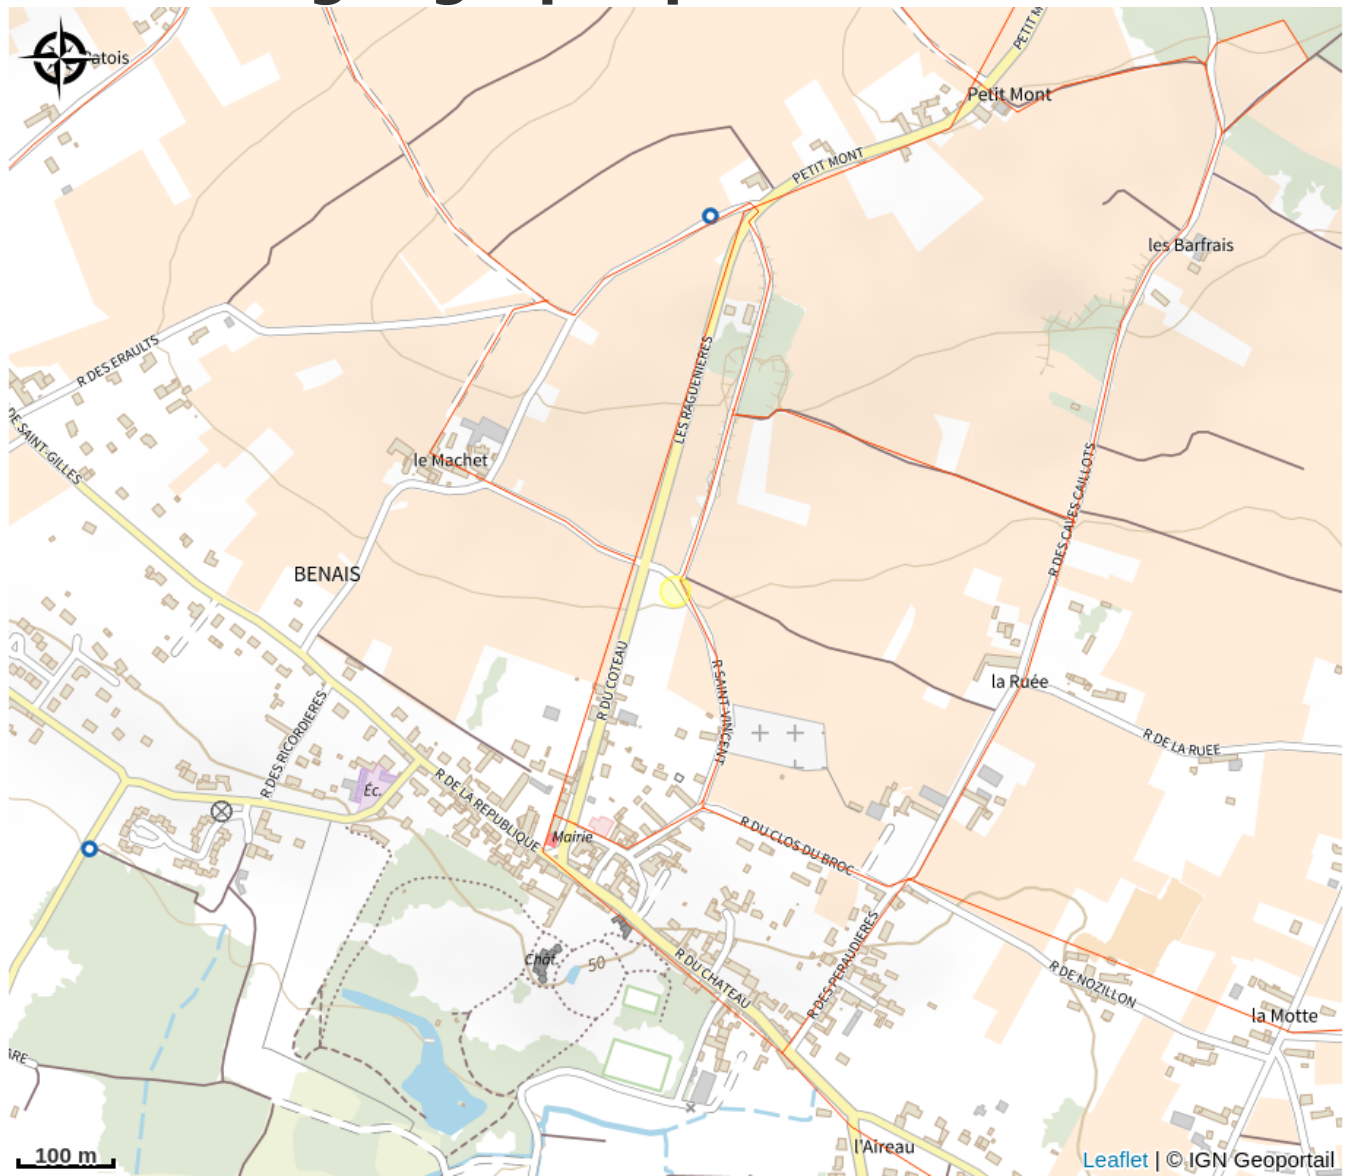 PETIT M
Petit Mont
PETIT MONT
les Barfrais
R DES ERAULTS
LES RAGUENIERES
DE SAINT-GILLES
le Machet
R DES CAVES CAILLOTS
BENAIS
la Ruée
R DU COTEAU
R SAINT-VINCENT
R DE LA RUEE
R DES RICORDIERES
Éc.
R DE LA REPUBLIQUE
Mairie
R DU CLOS DU BROC
Chât.
50
R DU CHATEAU
R DES PERAUDIERES
R DE NOZILLON
la Motte
l'Aireau
100 m
Leaflet | © IGN Geoportail